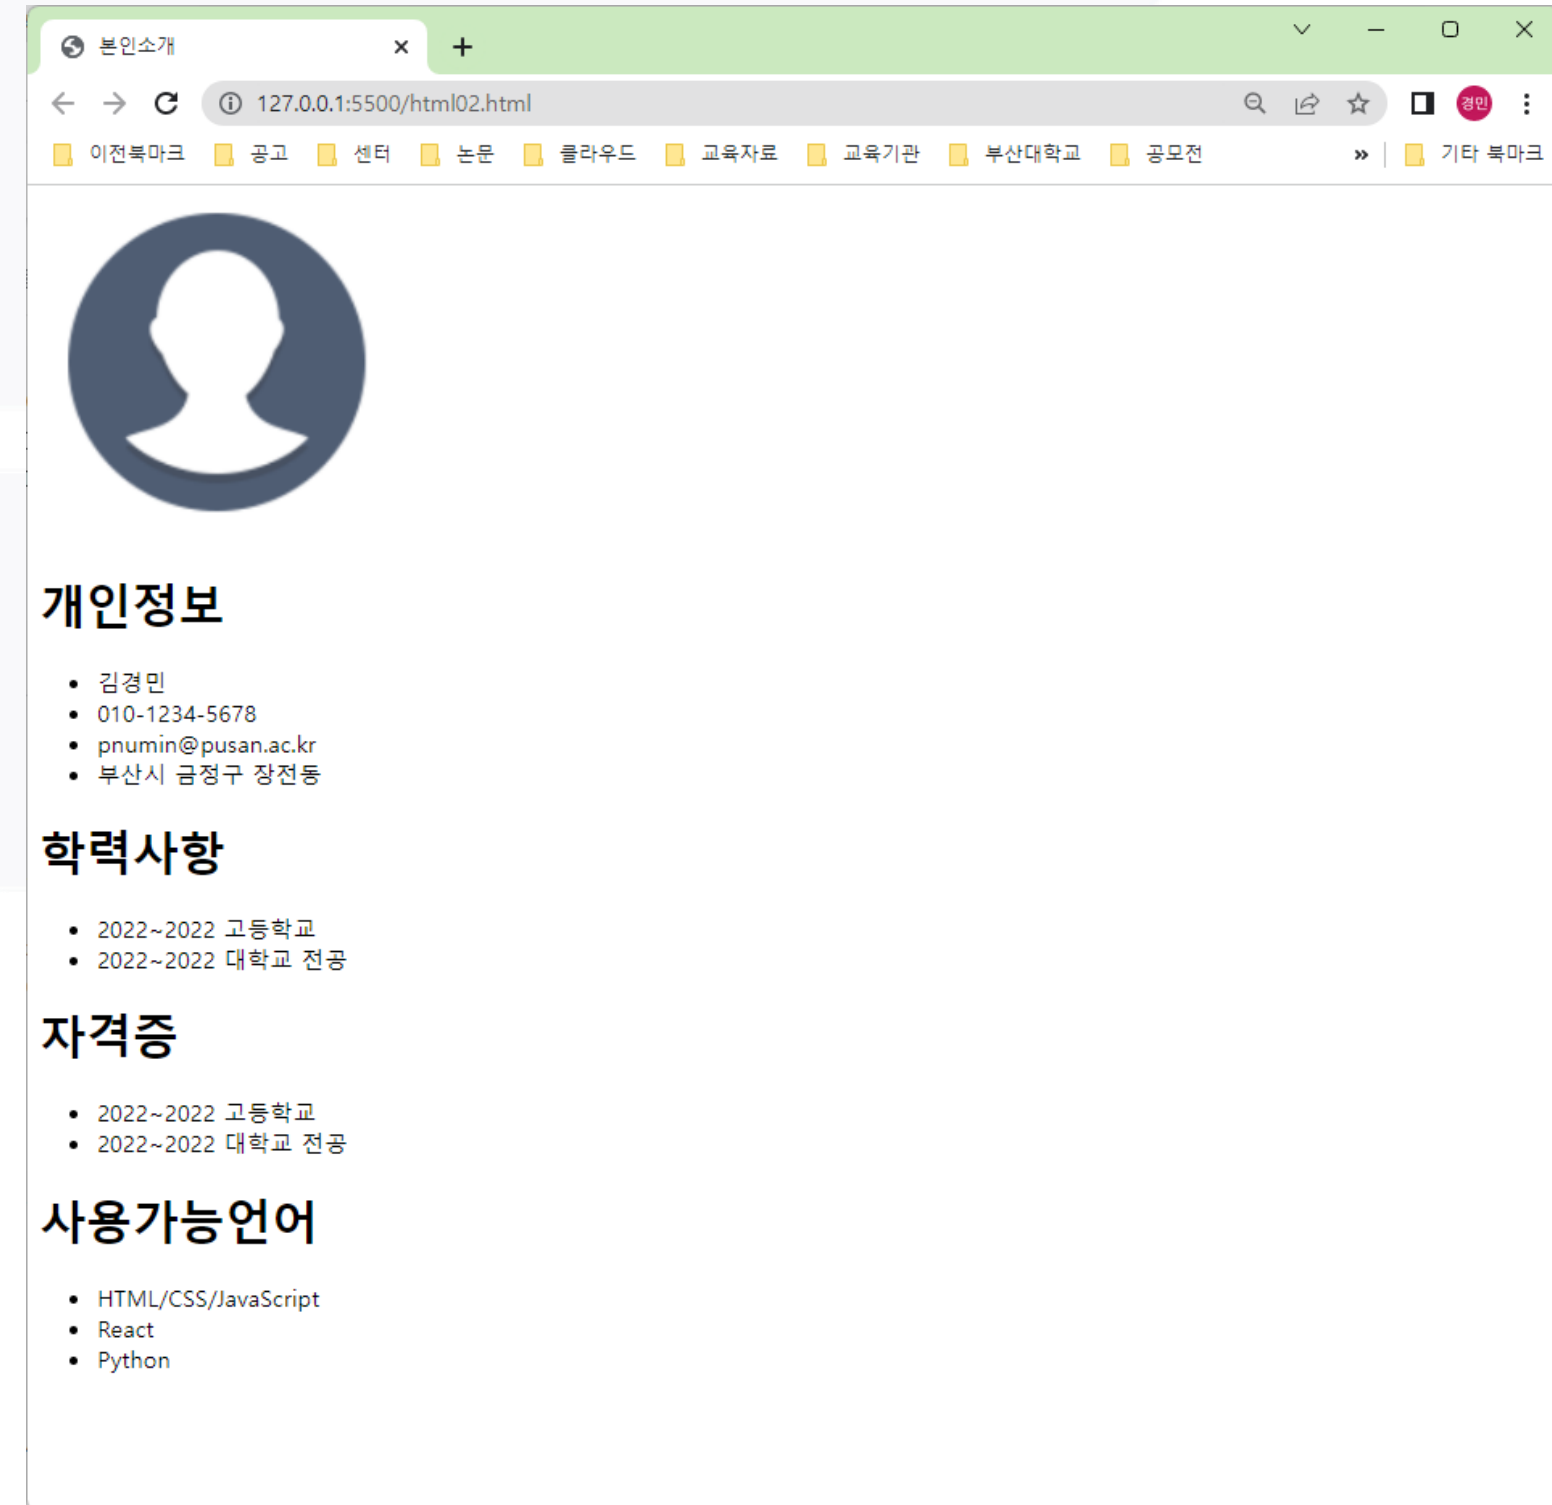 본인소개
127.0.0.1:5500/html02.html
경민
이전북마크 공고 센터 논문 클라우드 교육자료 교육기관 부산대학교 공모전 » 기타 북마크
개인정보
김경민
010-1234-5678
pnumin@pusan.ac.kr
부산시 금정구 장전동
학력사항
2022~2022 고등학교
2022~2022 대학교 전공
자격증
2022~2022 고등학교
2022~2022 대학교 전공
사용가능언어
HTML/CSS/JavaScript
React
Python